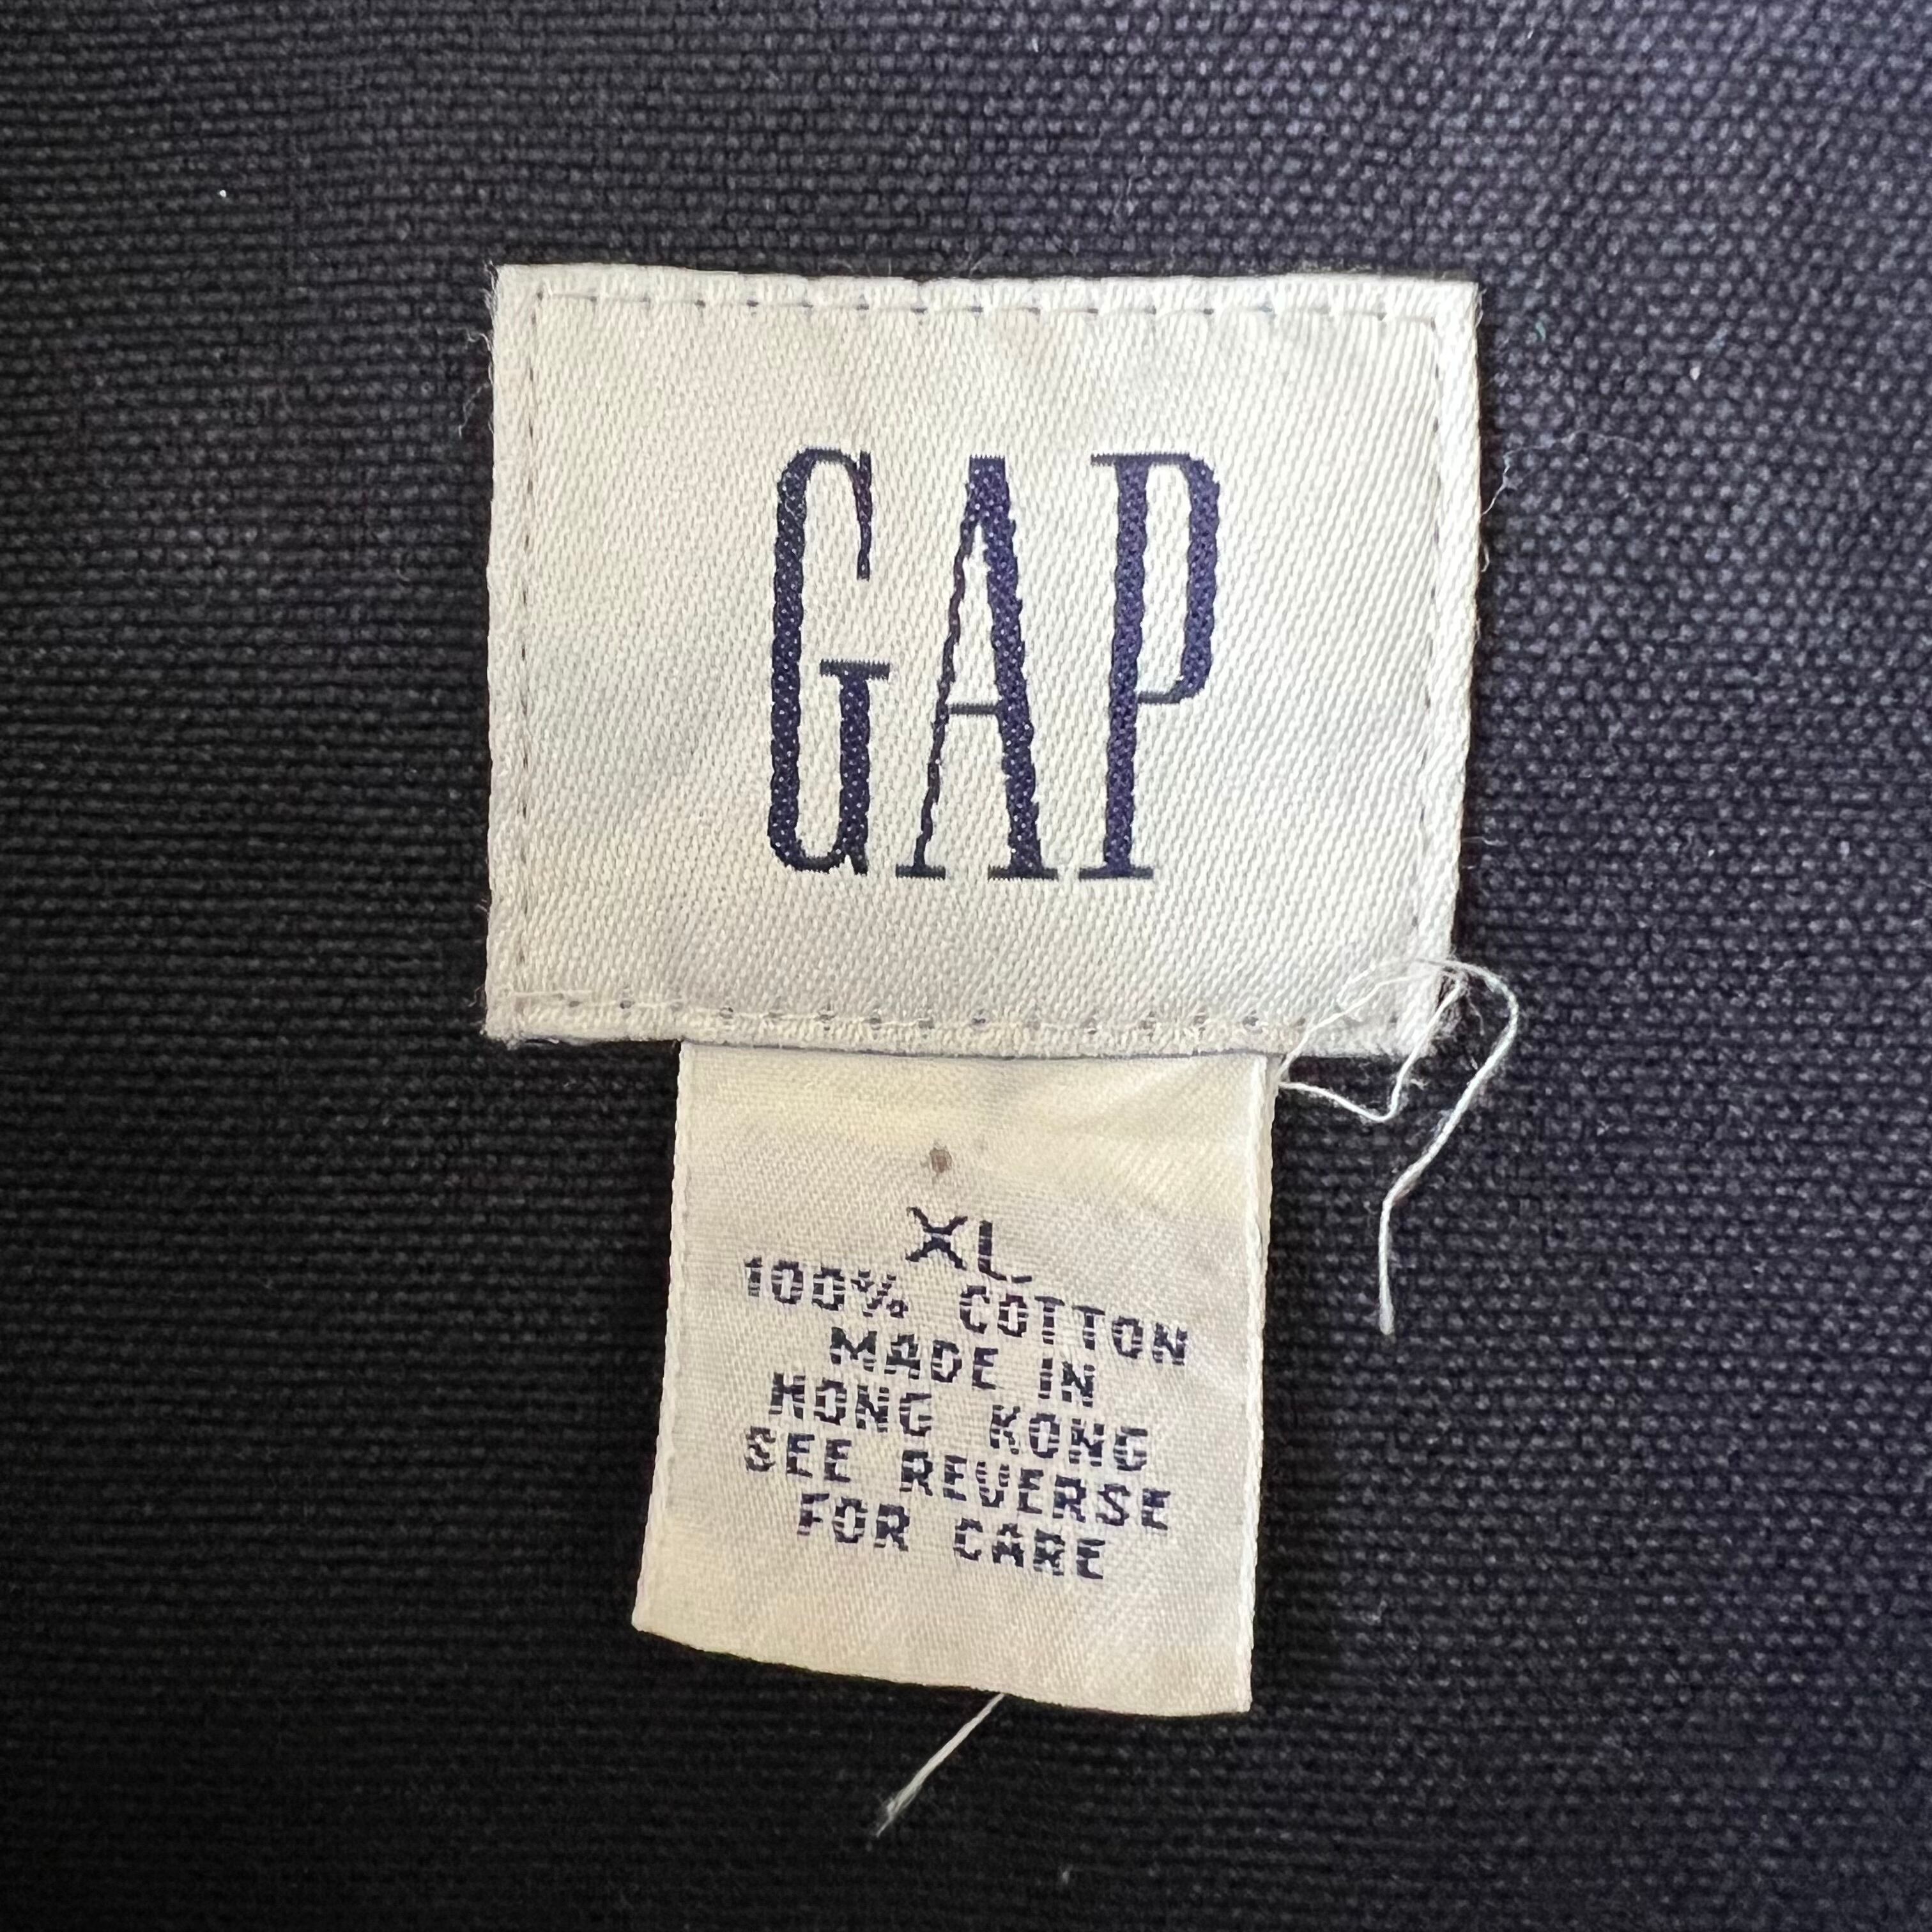 GAP
XL
100% COTTON
MADE IN
HONG KONG
SEE REVERSE
FOR CARE